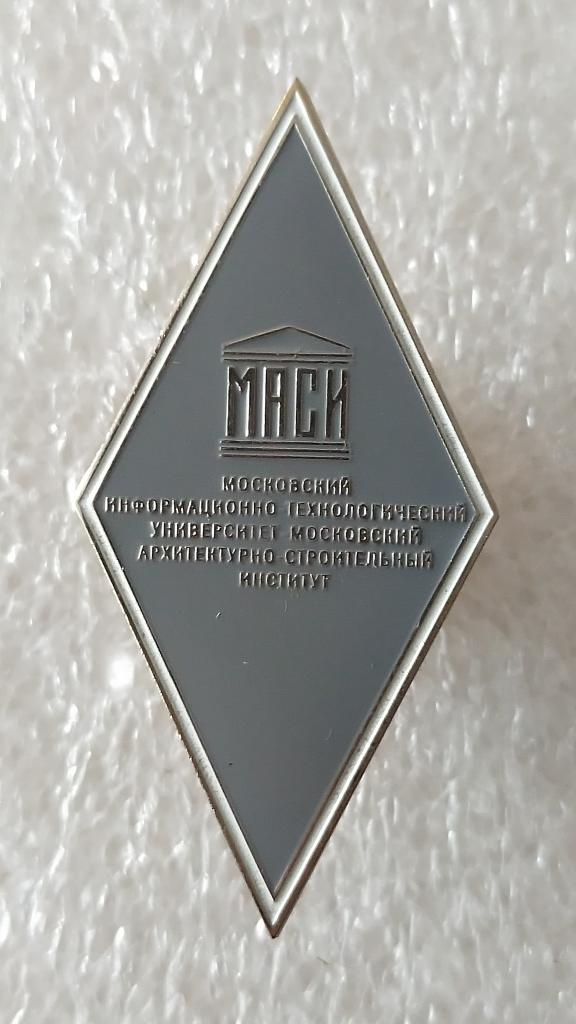 МАСИ
МОСКОВСКИЙ
ИНФОРМАЦИОННО ТЕХНОЛОГИЧЕСКИЙ
УНИВЕРСИТЕТ МОСКОВСКИЙ
АРХИТЕКТУРНО-СТРОИТЕЛЬНЫЙ
ИНСТИТУТ